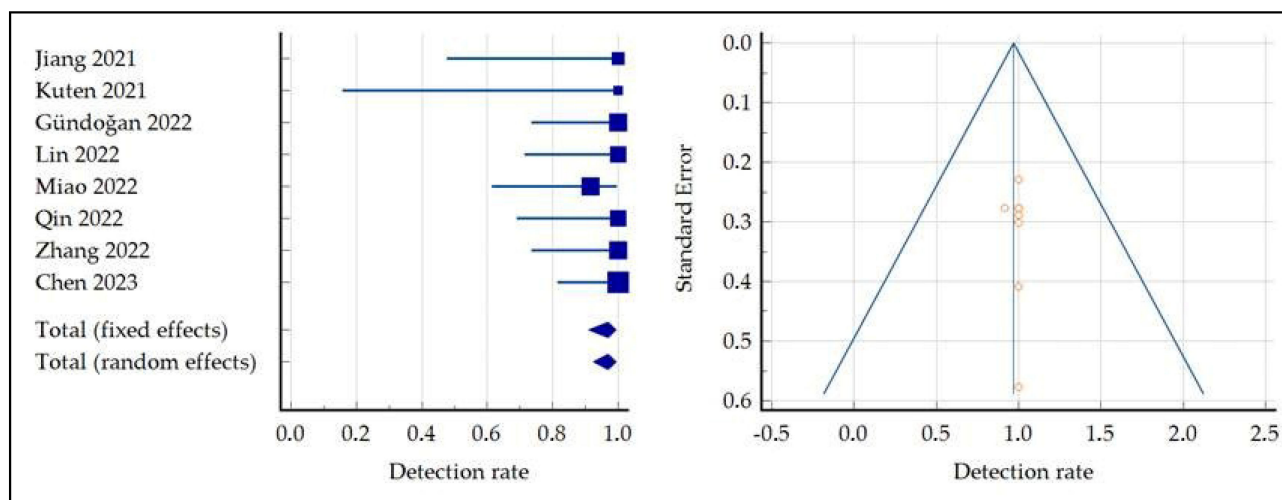 Jiang 2021
Kuten 2021
Gündoğan 2022
Lin 2022
Miao 2022
Qin 2022
Zhang 2022
Chen 2023
Total (fixed effects)
Total (random effects)
0.0 0.2 0.4 0.6 0.8 1.0
Detection rate
Standard Error
0.0
0.1
0.2
0.3
0.4
0.5
0.6
-0.5 0.0 0.5 1.0 1.5 2.0 2.5
Detection rate